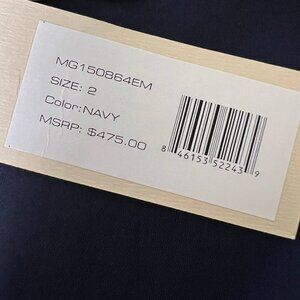 MG150864EM
SIZE: 2
Color: NAVY
MSRP: $475.00
8 46153 52243 9